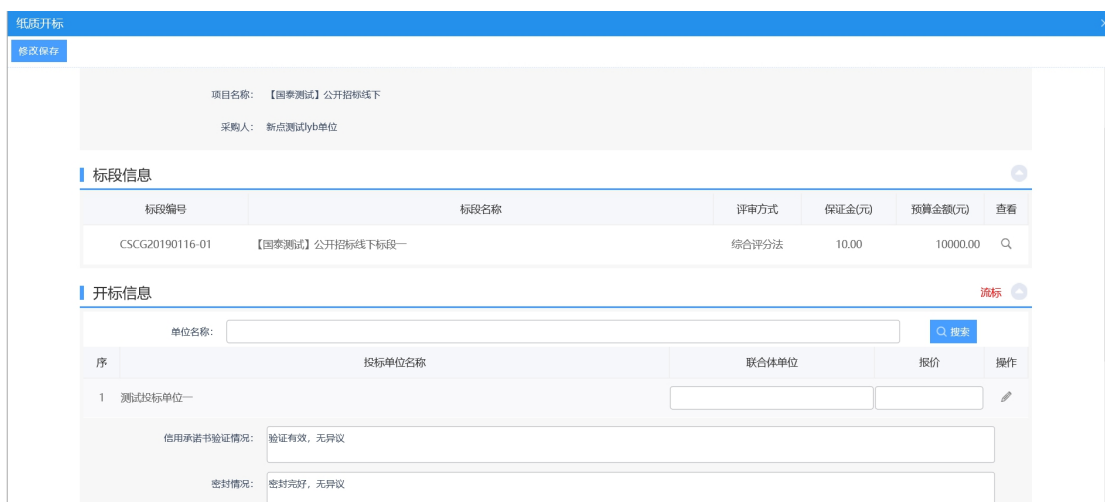 纸质开标
修改保存
项目名称: 【国泰测试】公开招标线下
采购人: 新点测试lyb单位
标段信息
标段编号 标段名称 评审方式 保证金(元) 预算金额(元) 查看
CSCG20190116-01 【国泰测试】公开招标线下标段一 综合评分法 10.00 10000.00
开标信息 流标
单位名称: 搜索
序 投标单位名称 联合体单位 报价 操作
1 测试投标单位一
信用承诺书验证情况: 验证有效，无异议
密封情况: 密封完好，无异议